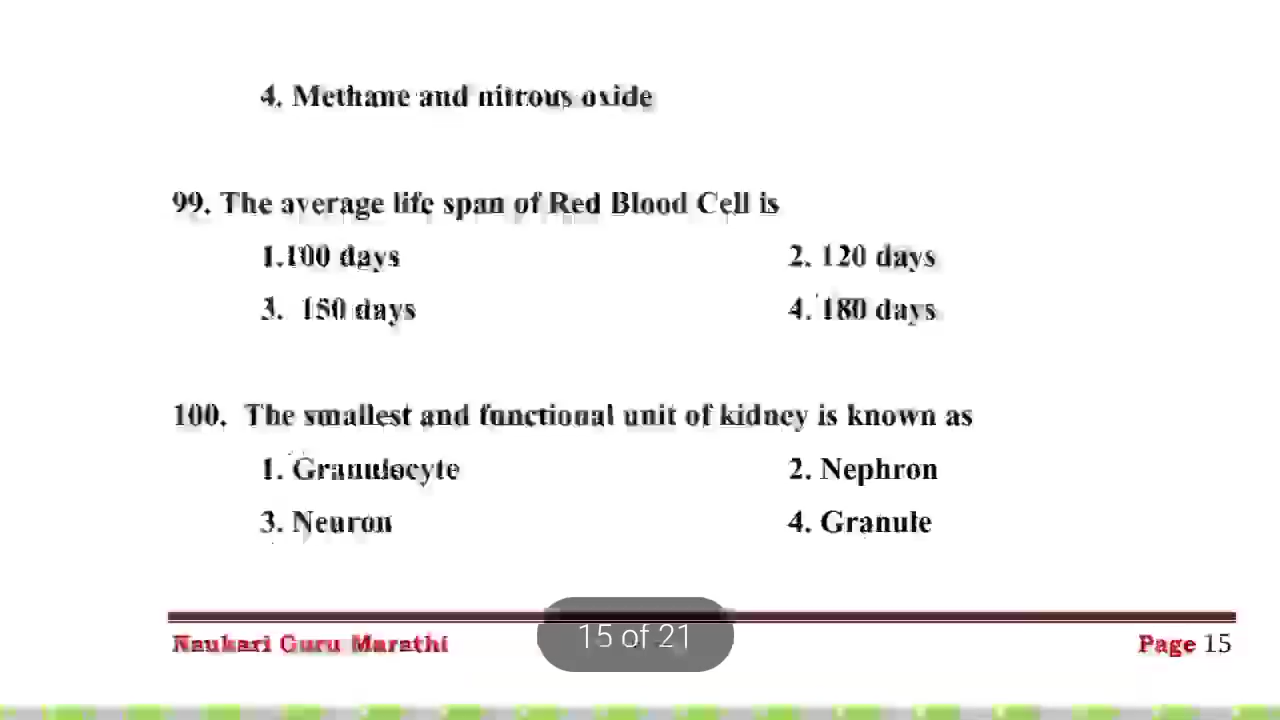 4. Methane and nitrous oxide
99. The average life span of Red Blood Cell is
1.100 days 2. 120 days
3. 150 days 4. 180 days
100. The smallest and functional unit of kidney is known as
1. Granulocyte 2. Nephron
3. Neuron 4. Granule
Naukari Guru Marathi 15 of 21 Page 15